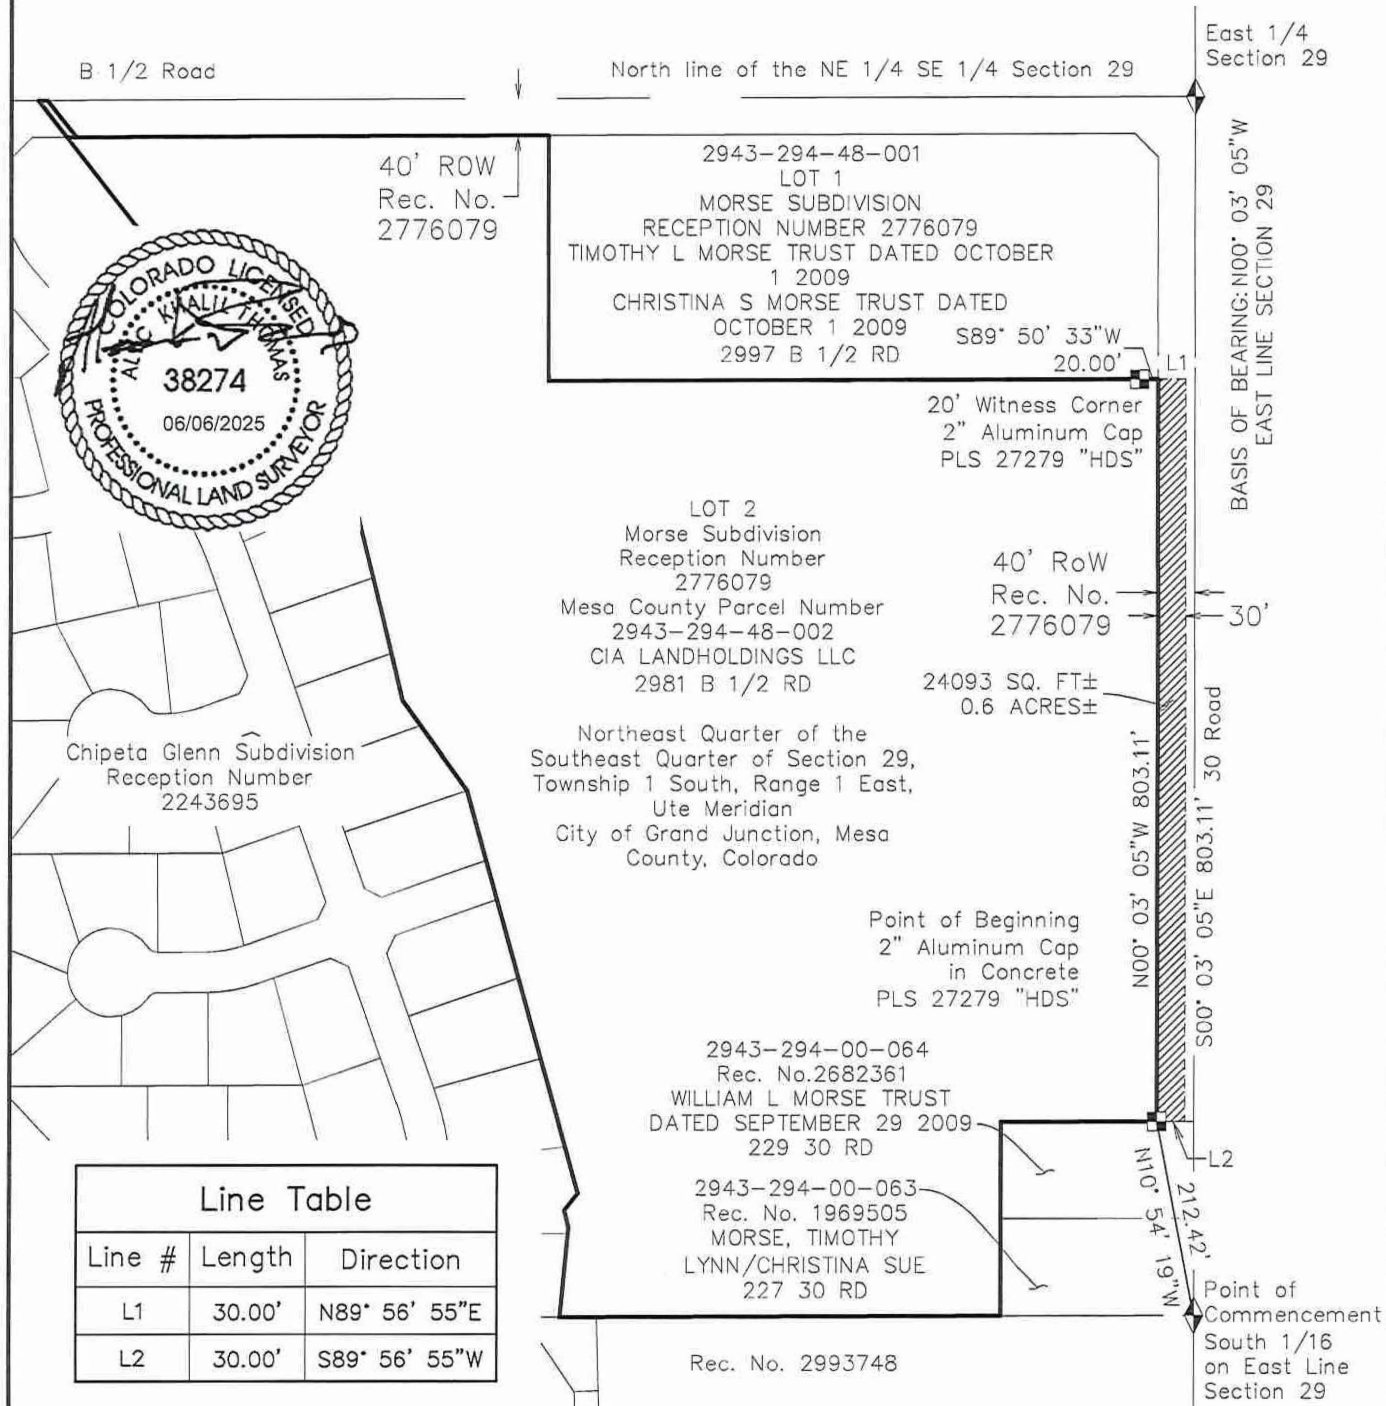 B 1/2 Road
North line of the NE 1/4 SE 1/4 Section 29
East 1/4
Section 29
BASIS OF BEARING: N00° 03' 05"W
EAST LINE SECTION 29
40' ROW
Rec. No.
2776079
2943-294-48-001
LOT 1
MORSE SUBDIVISION
RECEPTION NUMBER 2776079
TIMOTHY L MORSE TRUST DATED OCTOBER
1 2009
CHRISTINA S MORSE TRUST DATED
OCTOBER 1 2009
2997 B 1/2 RD
S89° 50' 33"W
20.00'
L1
COLORADO LICENSED
ALEC KHALIL THOMAS
38274
06/06/2025
PROFESSIONAL LAND SURVEYOR
20' Witness Corner
2" Aluminum Cap
PLS 27279 "HDS"
LOT 2
Morse Subdivision
Reception Number
2776079
Mesa County Parcel Number
2943-294-48-002
CIA LANDHOLDINGS LLC
2981 B 1/2 RD
40' RoW
Rec. No.
2776079
30'
24093 SQ. FT±
0.6 ACRES±
Northeast Quarter of the
Southeast Quarter of Section 29,
Township 1 South, Range 1 East,
Ute Meridian
City of Grand Junction, Mesa
County, Colorado
Chipeta Glenn Subdivision
Reception Number
2243695
30 Road
N00° 03' 05"W 803.11'
S00° 03' 05"E 803.11'
Point of Beginning
2" Aluminum Cap
in Concrete
PLS 27279 "HDS"
2943-294-00-064
Rec. No.2682361
WILLIAM L MORSE TRUST
DATED SEPTEMBER 29 2009
229 30 RD
L2
2943-294-00-063
Rec. No. 1969505
MORSE, TIMOTHY
LYNN/CHRISTINA SUE
227 30 RD
N10° 54' 19"W
212.42'
Point of
Commencement
South 1/16
on East Line
Section 29
Rec. No. 2993748
Line Table
Line # Length Direction
L1 30.00' N89° 56' 55"E
L2 30.00' S89° 56' 55"W